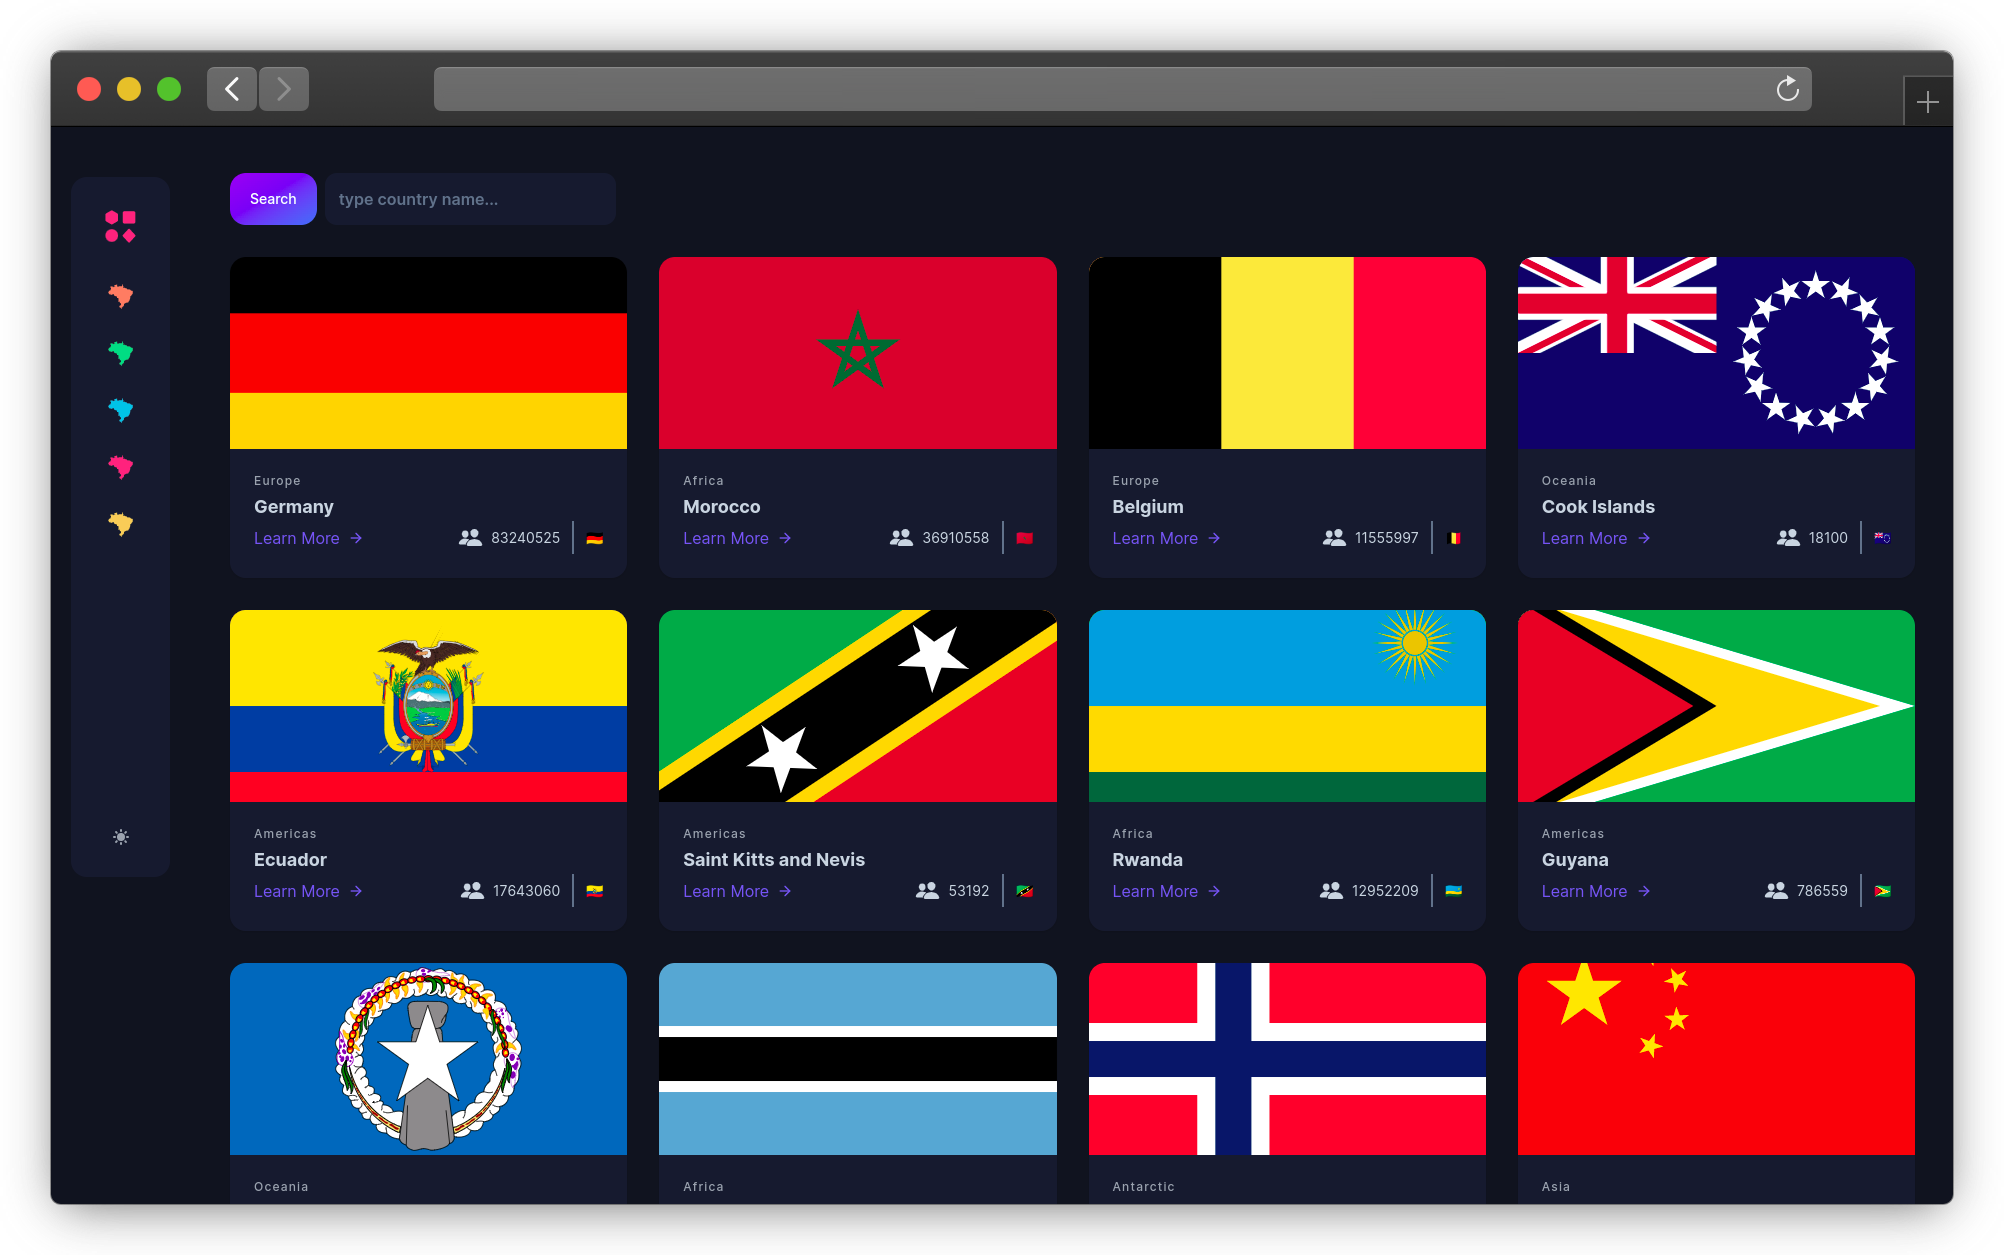 Search
type country name...
Europe
Germany
Learn More
83240525
Africa
Morocco
Learn More
36910558
Europe
Belgium
Learn More
11555997
Oceania
Cook Islands
Learn More
18100
Americas
Ecuador
Learn More
17643060
Americas
Saint Kitts and Nevis
Learn More
53192
Africa
Rwanda
Learn More
12952209
Americas
Guyana
Learn More
786559
Oceania
Africa
Antarctic
Asia